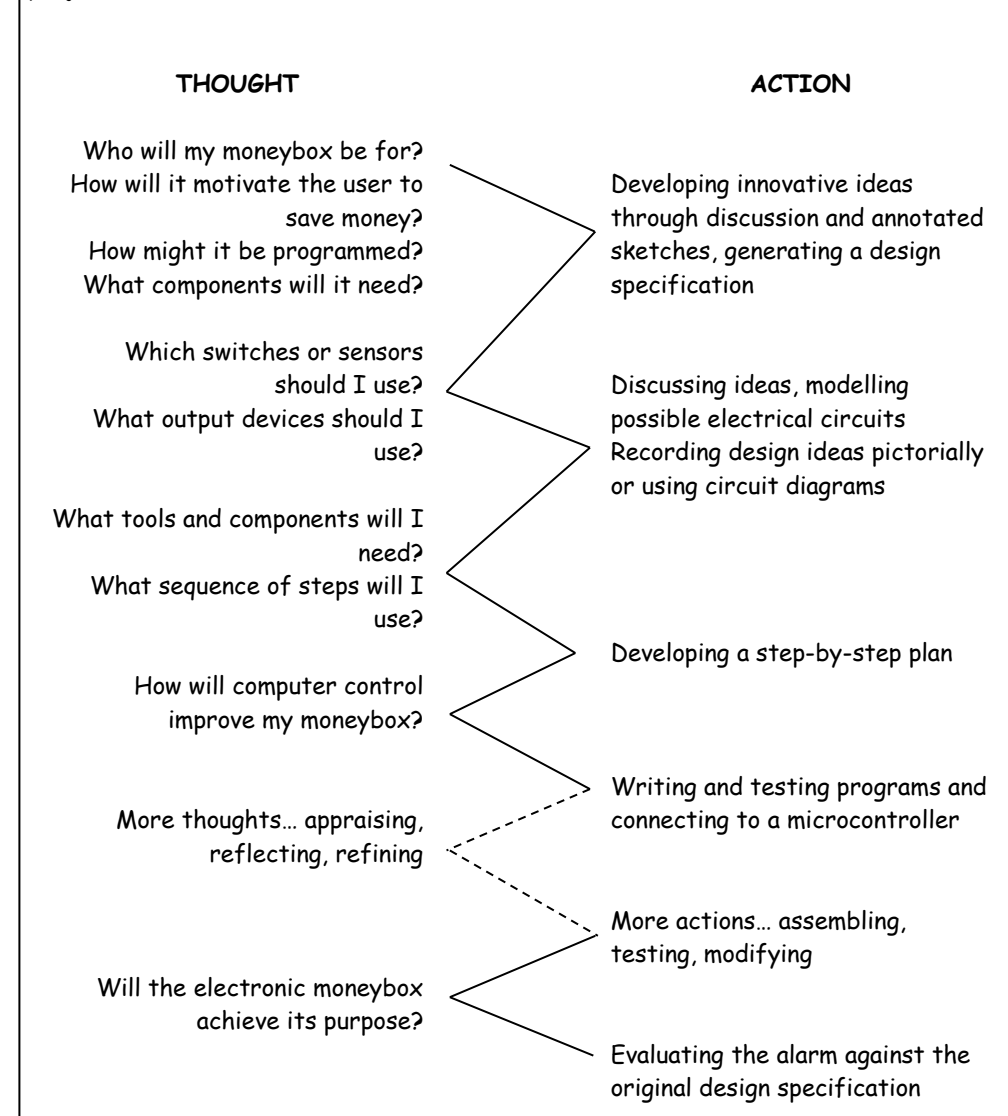 THOUGHT
ACTION
Who will my moneybox be for?
How will it motivate the user to
save money?
How might it be programmed?
What components will it need?
Developing innovative ideas
through discussion and annotated
sketches, generating a design
specification
Which switches or sensors
should I use?
What output devices should I
use?
Discussing ideas, modelling
possible electrical circuits
Recording design ideas pictorially
or using circuit diagrams
What tools and components will I
need?
What sequence of steps will I
use?
Developing a step-by-step plan
How will computer control
improve my moneybox?
Writing and testing programs and
connecting to a microcontroller
More thoughts… appraising,
reflecting, refining
More actions… assembling,
testing, modifying
Will the electronic moneybox
achieve its purpose?
Evaluating the alarm against the
original design specification